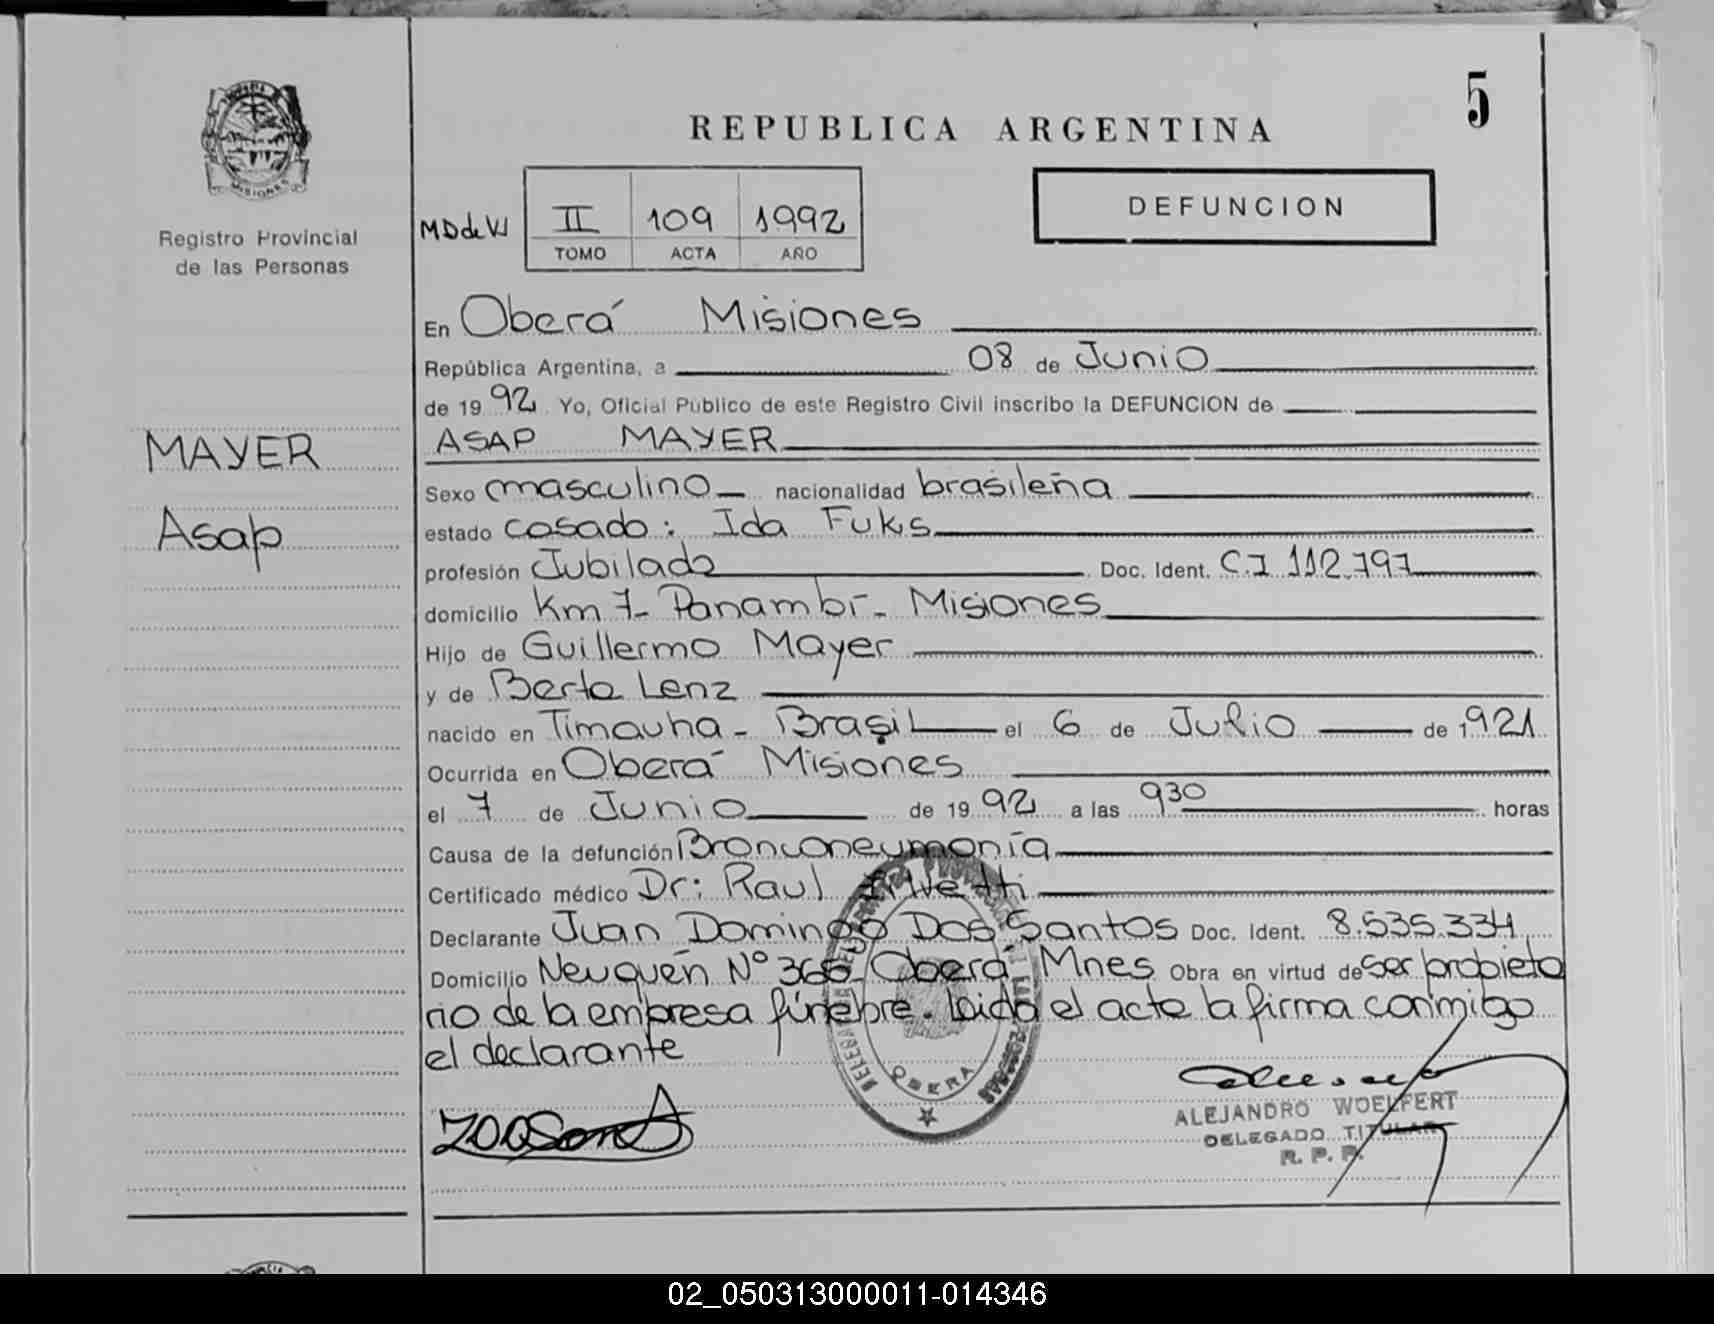 5
REPUBLICA ARGENTINA
DEFUNCION
MISIONES
Registro Provincial
de las Personas
MDdeVJ II 109 1992
TOMO ACTA AÑO
MAYER
Asap
En Oberá Misiones
República Argentina, a 08 de Junio
de 1992 Yo, Oficial Público de este Registro Civil inscribo la DEFUNCION de
ASAP MAYER
Sexo masculino nacionalidad brasileña
estado casado: Ida Fuks
profesión Jubilado Doc. Ident. C.I 112.797
domicilio Km 7- Panambí- Misiones
Hijo de Guillermo Mayer
y de Berta Lenz
nacido en Timauha - Brasil el 6 de Julio de 1921
Ocurrida en Oberá Misiones
el 7 de Junio de 1992 a las 930 horas
Causa de la defunción Bronconeumonía
Certificado médico Dr: Raul
Declarante Juan Domingo Dos Santos Doc. Ident. 8.535.334
Domicilio Neuquén Nº 366 Oberá Mnes Obra en virtud de ser propieta
rio de la empresa fúnebre. Leida el acta la firma conmigo
el declarante
OBERA
ALEJANDRO WOELFERT
DELEGADO TITULAR
R. P. P.
02_050313000011-014346